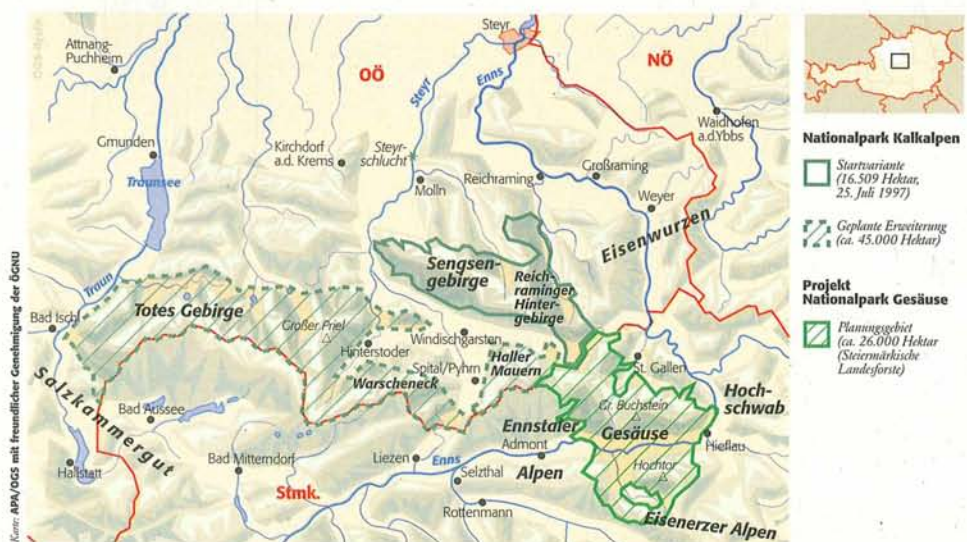 Steyr
Attnang-
Puchheim
OÖ
NÖ
Enns
Steyr
Waidhofen
a.d.Ybbs
Gmunden
Kirchdorf
a.d. Krems
Steyr-
schlucht
Großraming
Traunsee
Molln
Reichraming
Weyer
Eisenwurzen
Sengsen-
gebirge
Reich-
raminger
Hinter-
gebirge
Traun
Totes Gebirge
Bad Ischl
Großer Priel
Windischgarsten
Hinterstoder
Haller
Mauern
St. Gallen
Spital/Pyhrn
Warscheneck
Hoch-
schwab
Salzkammergut
Gr. Buchstein
Bad Aussee
Ennstaler
Gesäuse
Admont
Hieflau
Enns
Liezen
Hallstatt
Bad Mitterndorf
Alpen
Hochtor
Selzthal
Stmk.
Rottenmann
Eisenerzer Alpen
Nationalpark Kalkalpen
Startvariante
(16.509 Hektar,
25. Juli 1997)
Geplante Erweiterung
(ca. 45.000 Hektar)
Projekt
Nationalpark Gesäuse
Planungsgebiet
(ca. 26.000 Hektar
(Steiermärkische
Landesforste)
Karte: APA/OGS mit freundlicher Genehmigung der ÖGNU